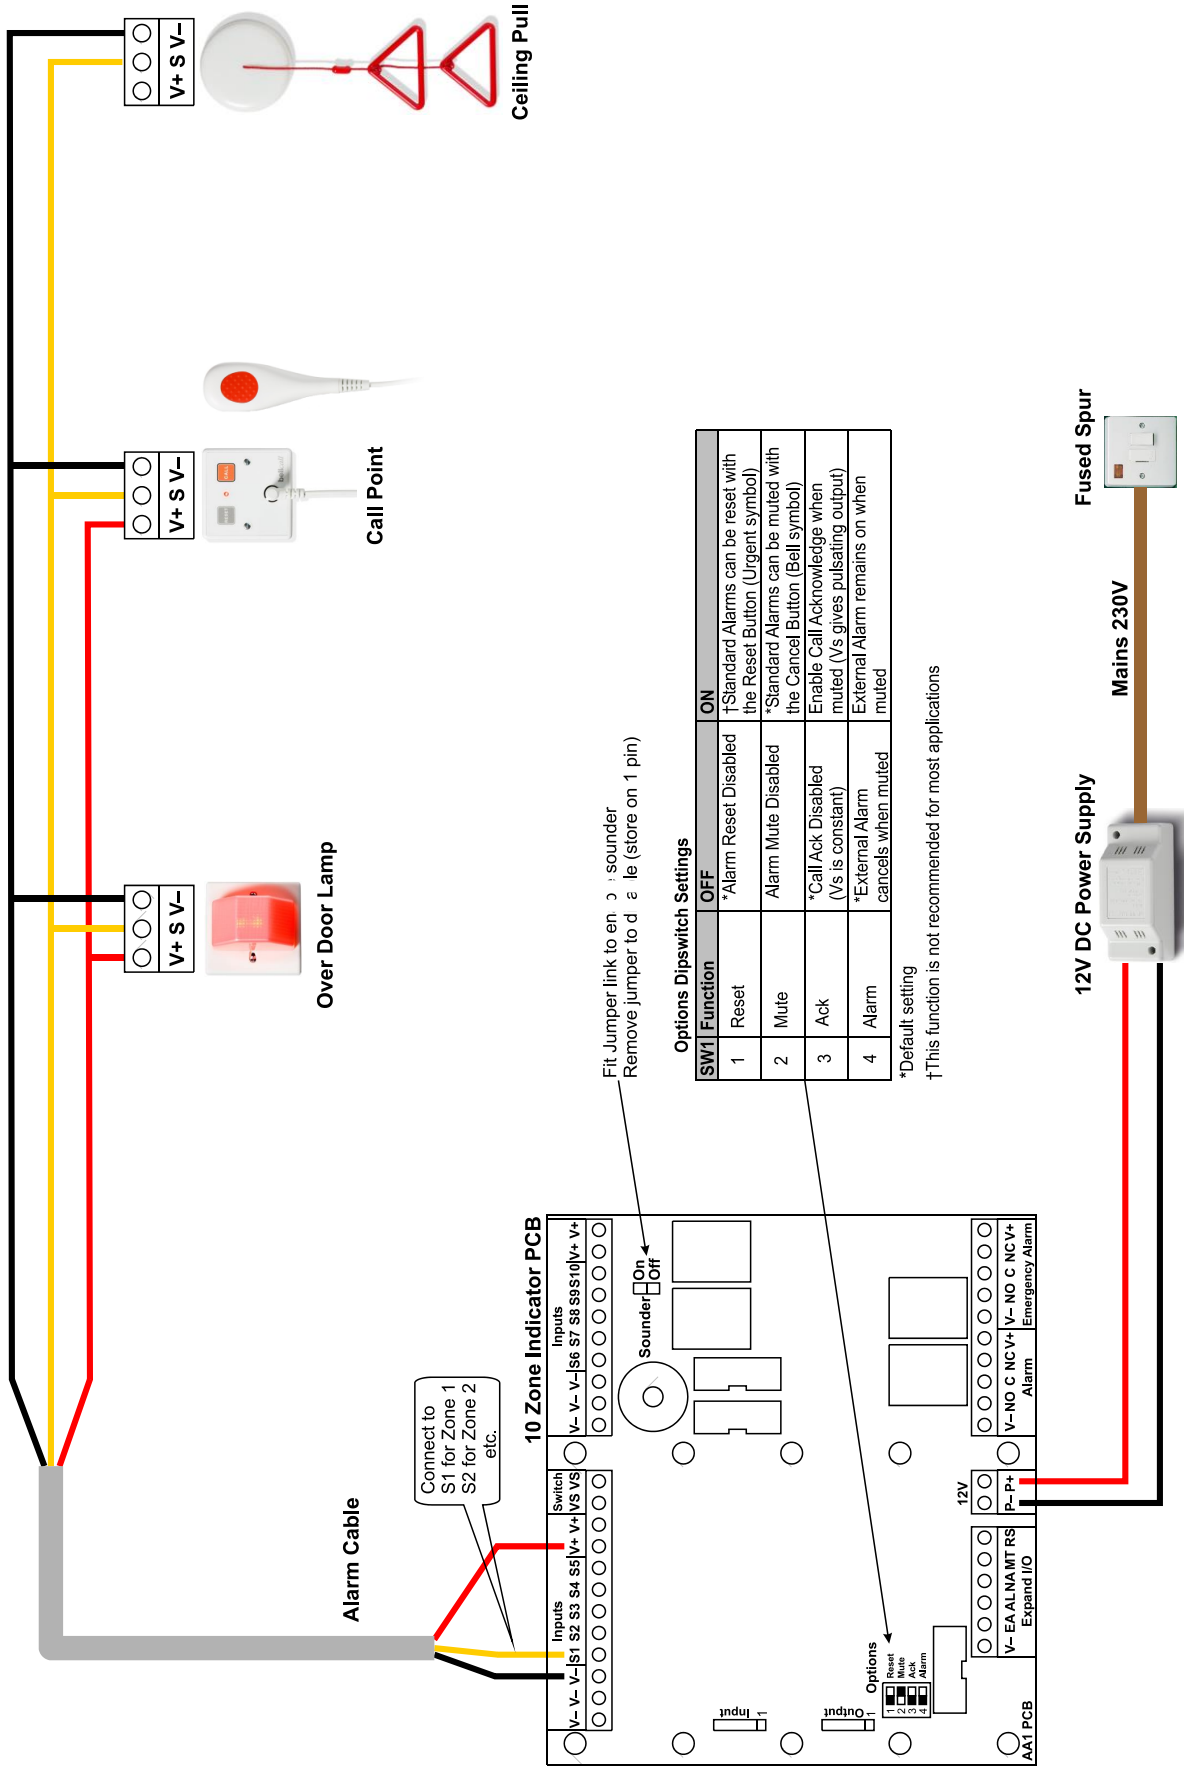 Ceiling Pull
V+ S V–
Call Point
V+ S V–
CALL
Over Door Lamp
V+ S V–
Alarm Cable
Connect to
S1 for Zone 1
S2 for Zone 2
etc.
10 Zone Indicator PCB
Inputs
Switch
Inputs
V– V– V– S1 S2 S3 S4 S5 V+ V+ VS VS
V– V– V– S6 S7 S8 S9 S10 V+ V+
Sounder
On
Off
Fit Jumper link to en sounder
Remove jumper to (store on 1 pin)
Options Dipswitch Settings
SW1 Function OFF ON
1 Reset *Alarm Reset Disabled †Standard Alarms can be reset with
the Reset Button (Urgent symbol)
2 Mute Alarm Mute Disabled *Standard Alarms can be muted with
the Cancel Button (Bell symbol)
3 Ack *Call Ack Disabled Enable Call Acknowledge when
(Vs is constant) muted (Vs gives pulsating output)
4 Alarm *External Alarm External Alarm remains on when
cancels when muted muted
*Default setting
†This function is not recommended for most applications
Input
1
Output
1
Options
1 Reset
2 Mute
3 Ack
4 Alarm
12V
V– EA AL NA MT RS
P– P+
V– NO C NC V+
V– NO C NC V+
Expand I/O
Alarm
Emergency Alarm
AA1 PCB
12V DC Power Supply
Mains 230V
Fused Spur